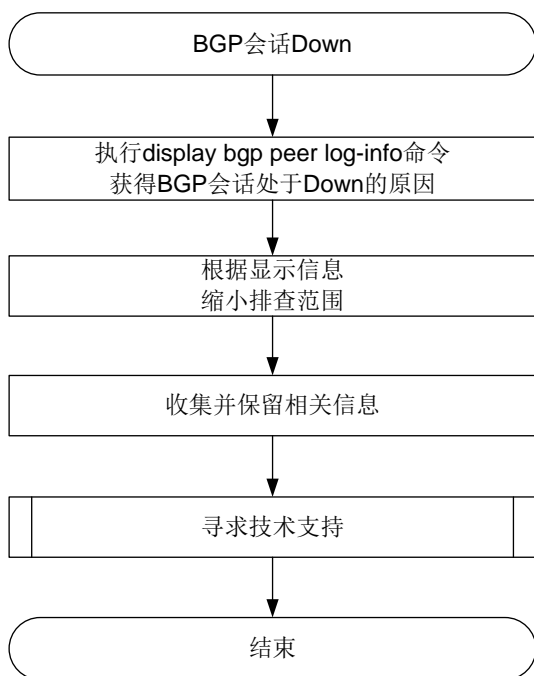 BGP会话Down
执行display bgp peer log-info命令
获得BGP会话处于Down的原因
根据显示信息
缩小排查范围
收集并保留相关信息
寻求技术支持
结束